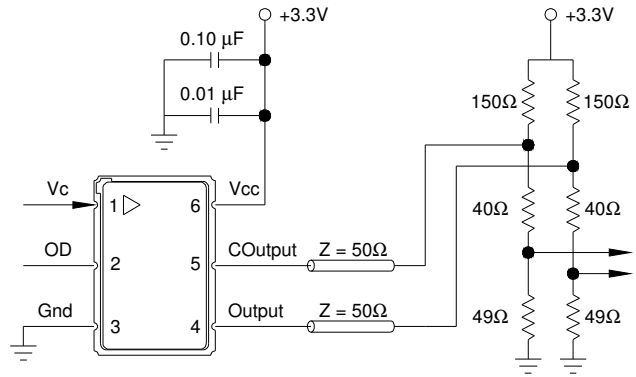 +3.3V
+3.3V
0.10 μF
0.01 μF
150Ω
150Ω
Vc
1
6
Vcc
40Ω
40Ω
OD
2
5
COutput
Z = 50Ω
Gnd
3
4
Output
Z = 50Ω
49Ω
49Ω